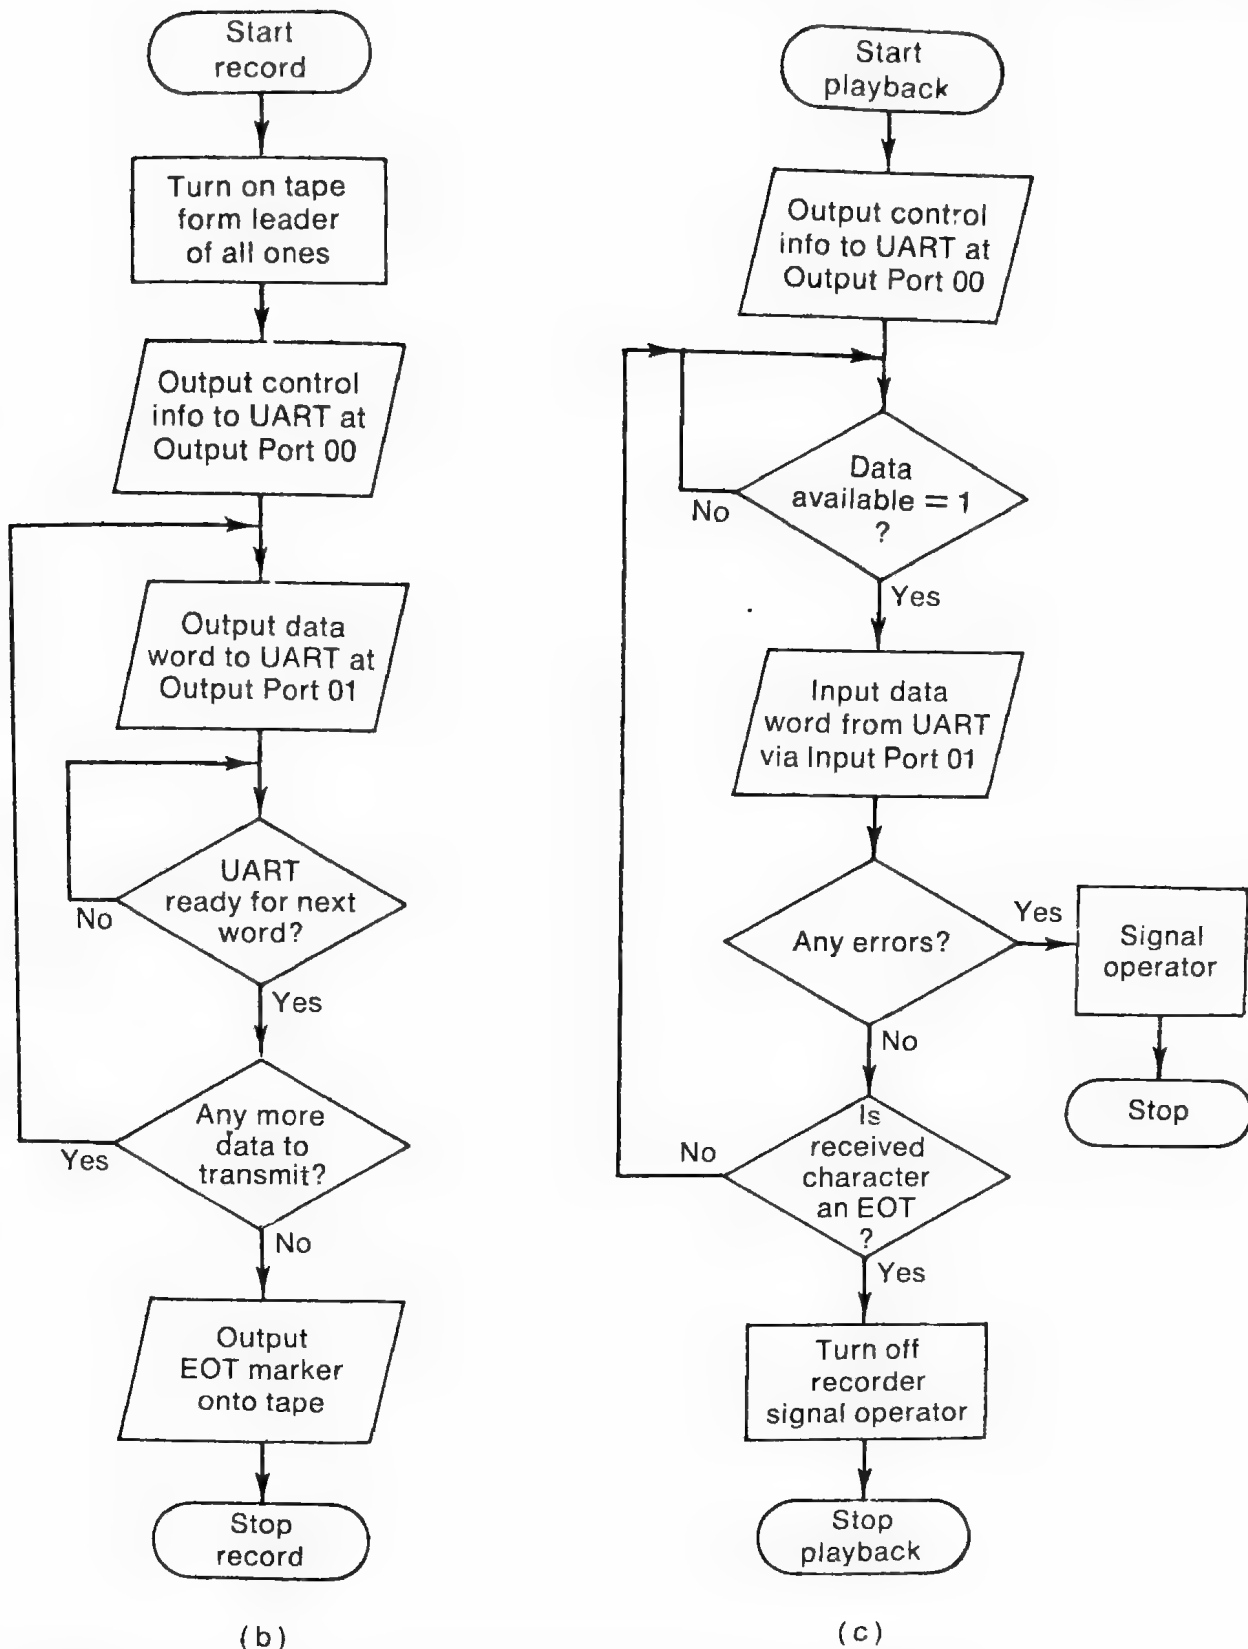 Start
record
Turn on tape
form leader
of all ones
Output control
info to UART at
Output Port 00
Output data
word to UART at
Output Port 01
UART
ready for next
word?
No
Yes
Any more
data to
transmit?
Yes
No
Output
EOT marker
onto tape
Stop
record
(b)
Start
playback
Output control
info to UART at
Output Port 00
Data
available = 1
?
No
Yes
Input data
word from UART
via Input Port 01
Any errors?
Yes
Signal
operator
Stop
No
Is
received
character
an EOT
?
No
Yes
Turn off
recorder
signal operator
Stop
playback
(c)